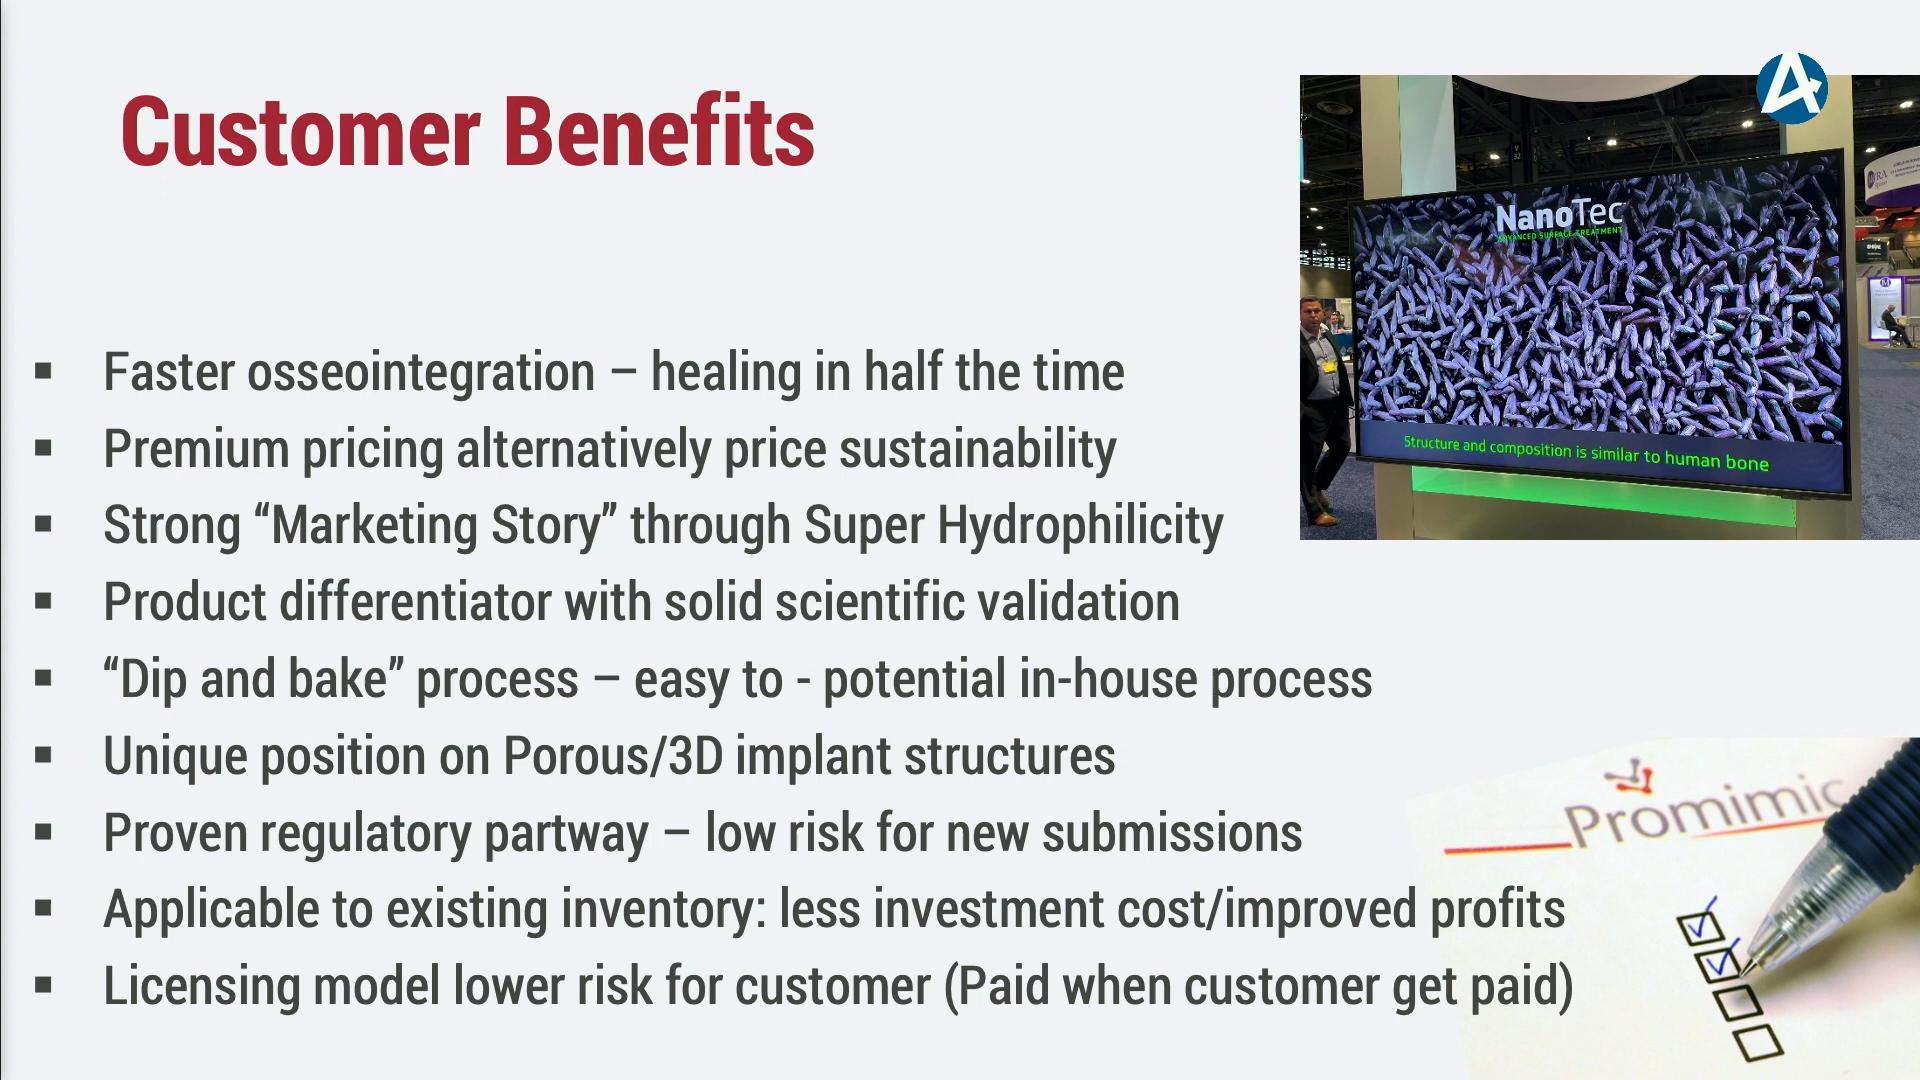 Customer Benefits
NanoTec
ADVANCED SURFACE TREATMENT
Structure and composition is similar to human bone
▪ Faster osseointegration – healing in half the time
▪ Premium pricing alternatively price sustainability
▪ Strong “Marketing Story” through Super Hydrophilicity
▪ Product differentiator with solid scientific validation
▪ “Dip and bake” process – easy to - potential in-house process
▪ Unique position on Porous/3D implant structures
▪ Proven regulatory partway – low risk for new submissions
▪ Applicable to existing inventory: less investment cost/improved profits
▪ Licensing model lower risk for customer (Paid when customer get paid)
Promimic